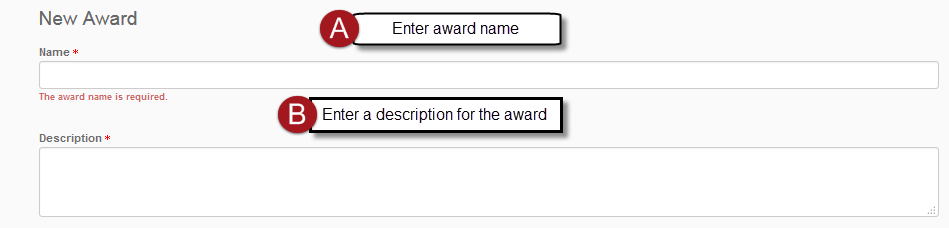 New Award
A Enter award name
Name *
The award name is required.
B Enter a description for the award
Description *